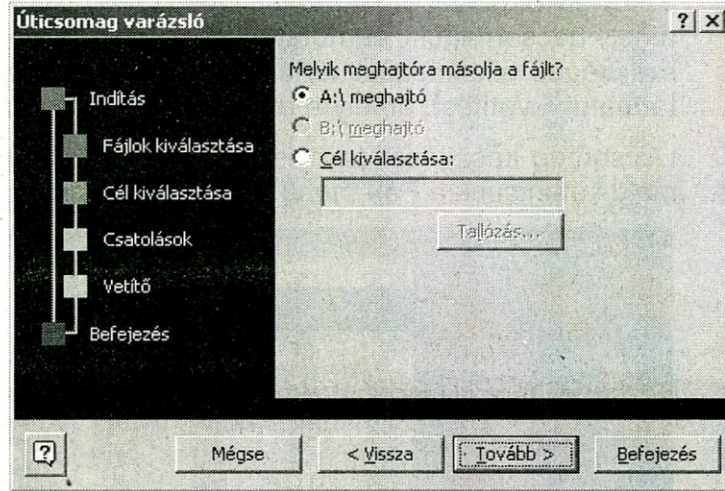 Úticsomag varázsló
Indítás
Fájlok kiválasztása
Cél kiválasztása
Csatolások
Vetítő
Befejezés
Melyik meghajtóra másolja a fájlt?
A:\ meghajtó
B:\ meghajtó
Cél kiválasztása:
Tallózás...
Mégse
< Vissza
Tovább >
Befejezés